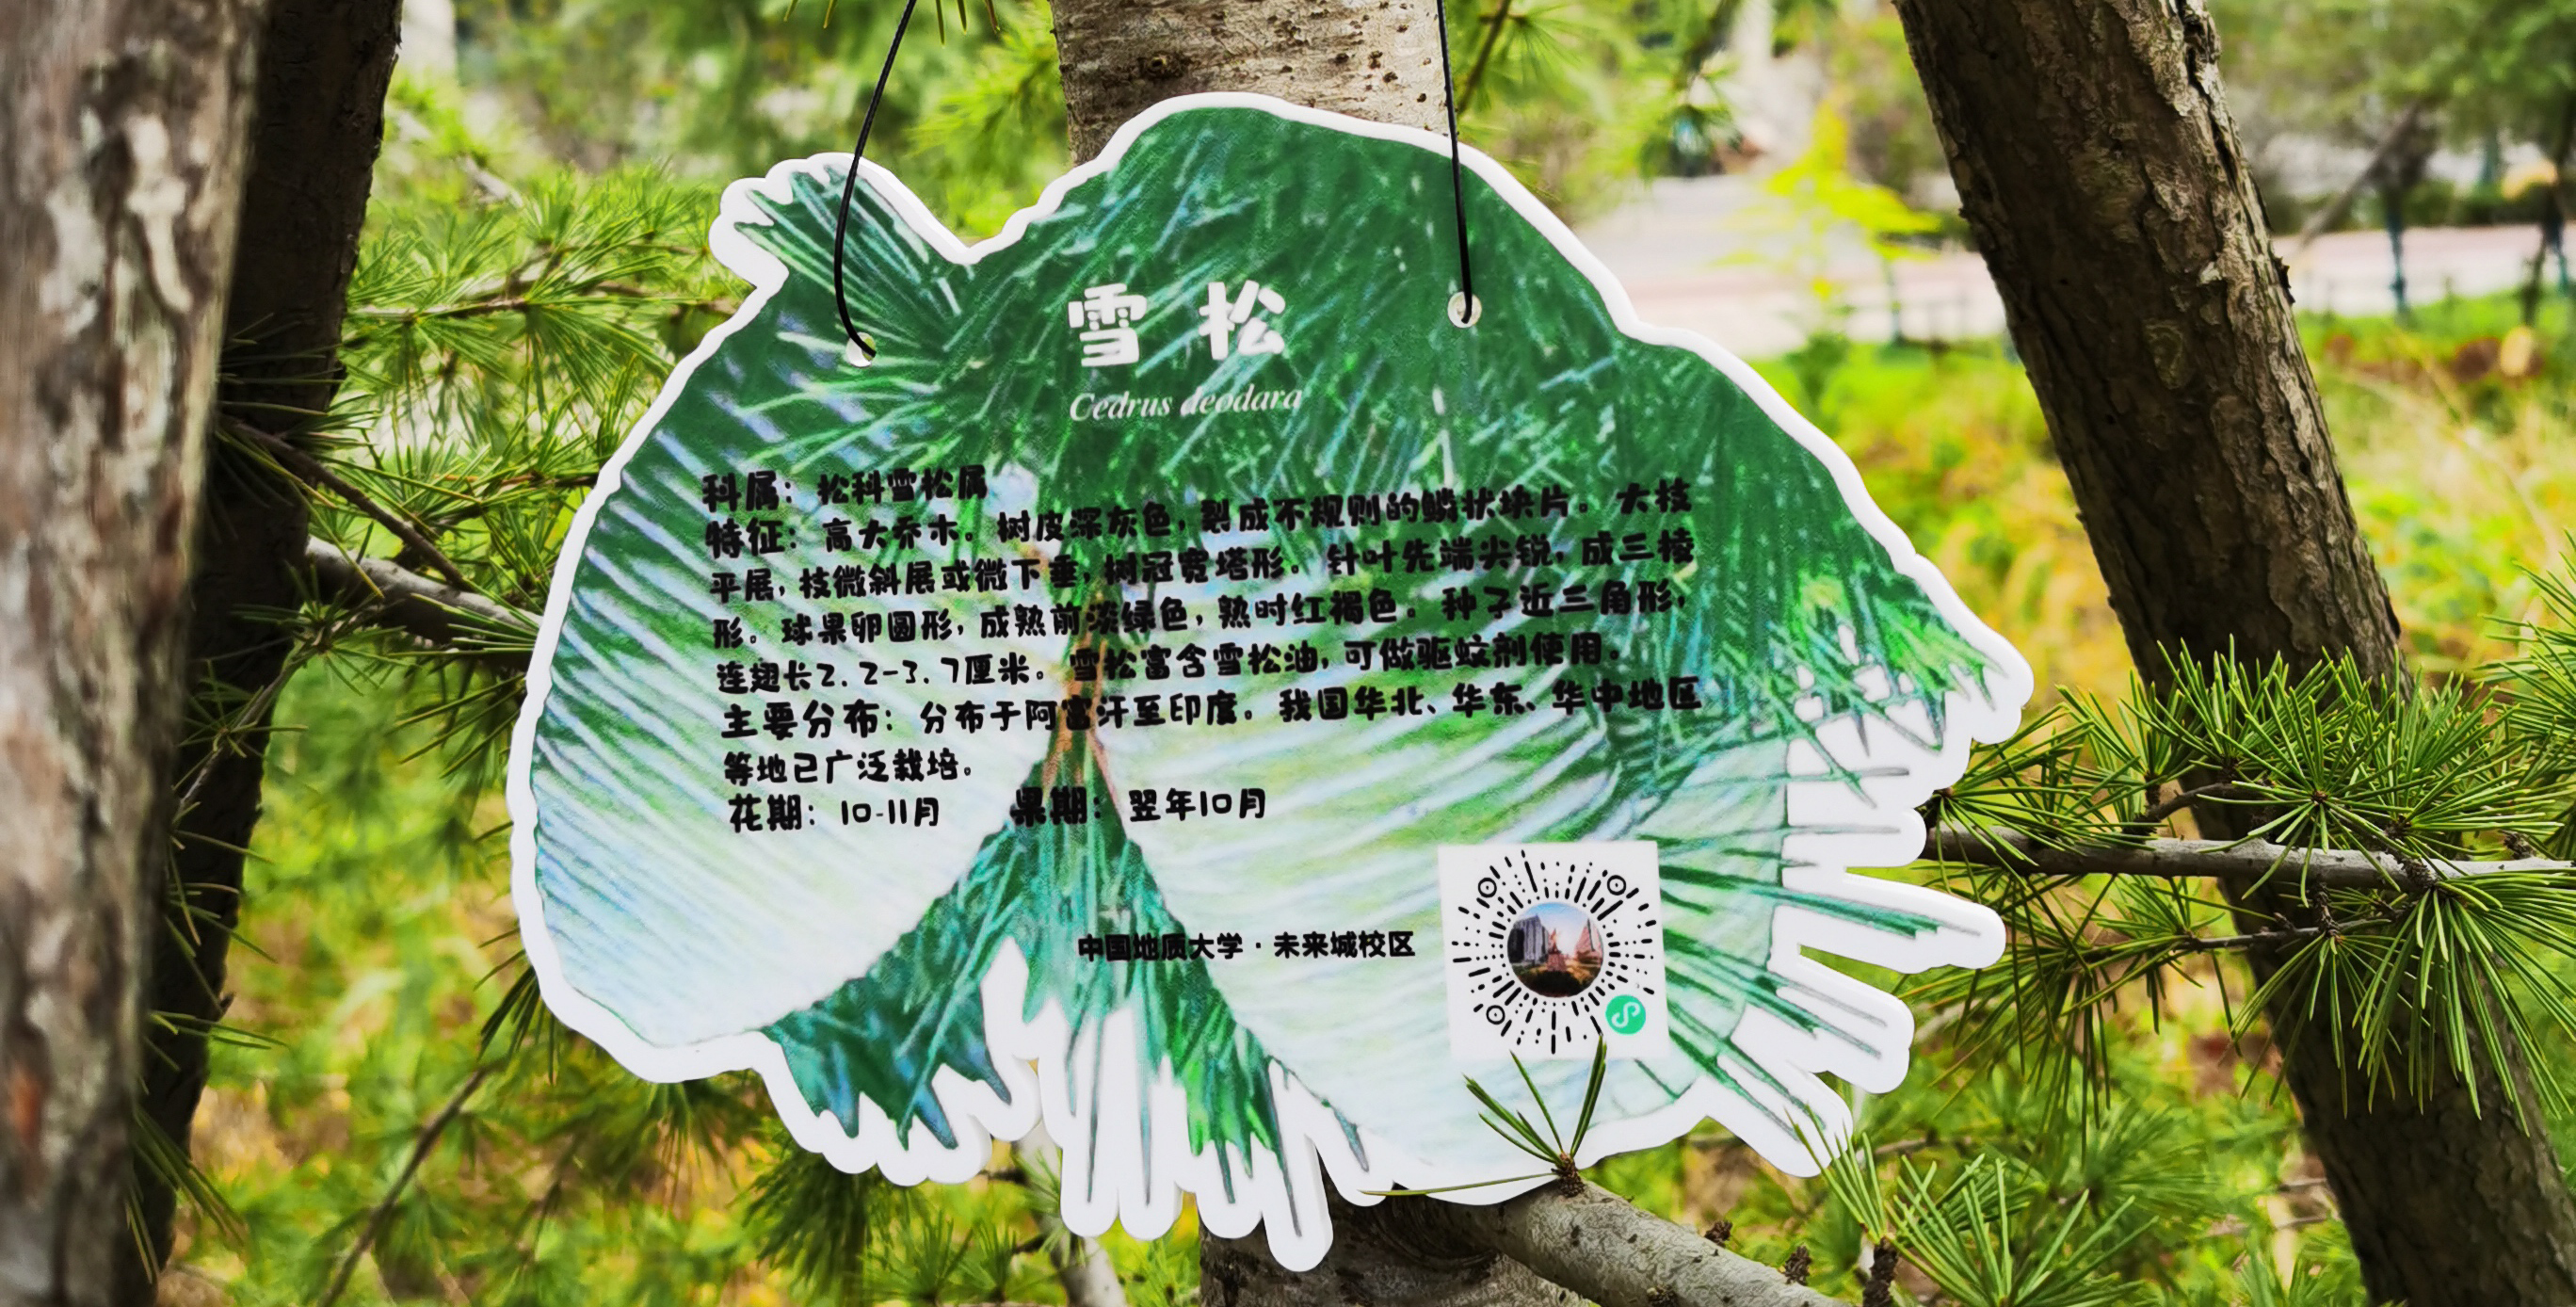 雪 松
Cedrus deodara
科属：松科雪松属
特征：高大乔木。树皮深灰色，裂成不规则的鳞状块片。大枝
平展，枝微斜展或微下垂，树冠宽塔形。针叶先端尖锐，成三棱
形。球果卵圆形，成熟前淡绿色，熟时红褐色。种子近三角形，
连翅长2.2-3.7厘米。雪松富含雪松油，可做驱蚊剂使用。
主要分布：分布于阿富汗至印度。我国华北、华东、华中地区
等地已广泛栽培。
花期：10-11月 果期：翌年10月
中国地质大学·未来城校区